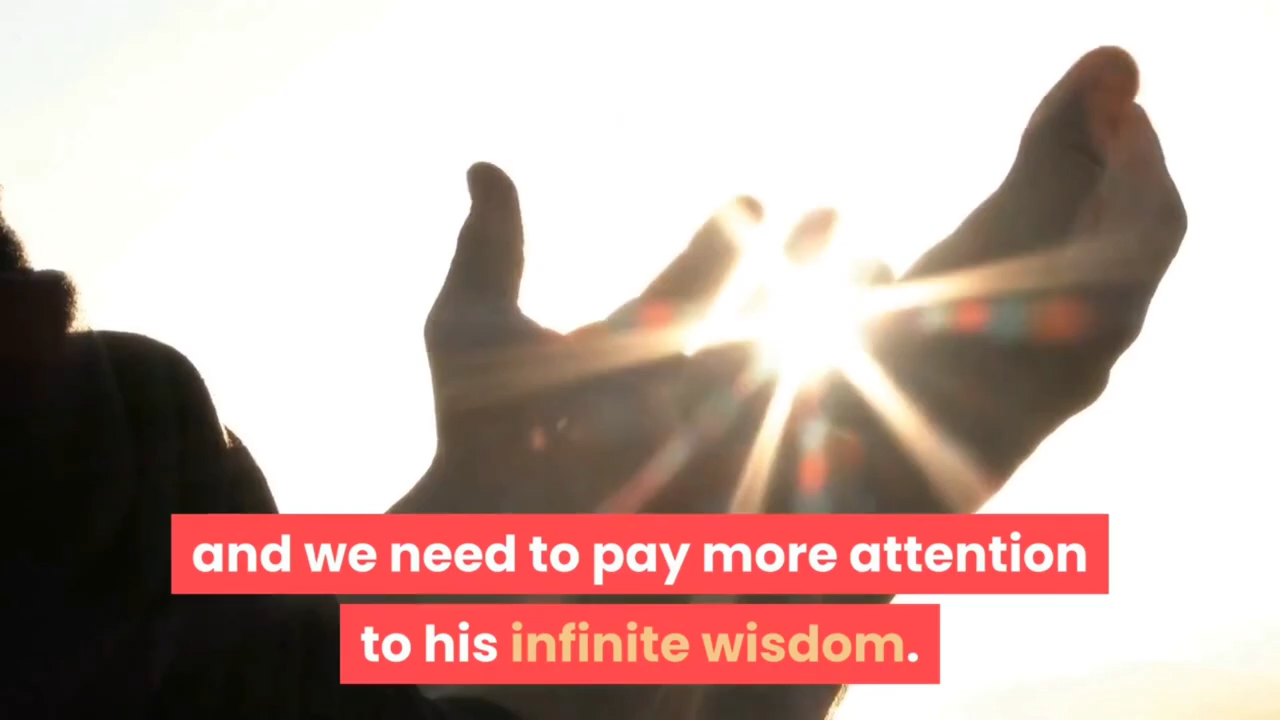 and we need to pay more attention
to his infinite wisdom.